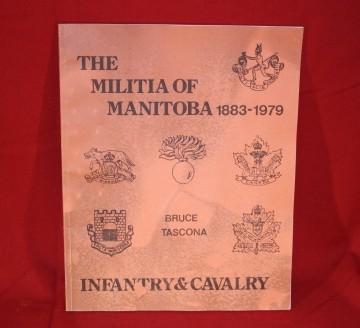 THE
MILITIA OF
MANITOBA 1883-1979
BRUCE
TASCONA
INFANTRY & CAVALRY